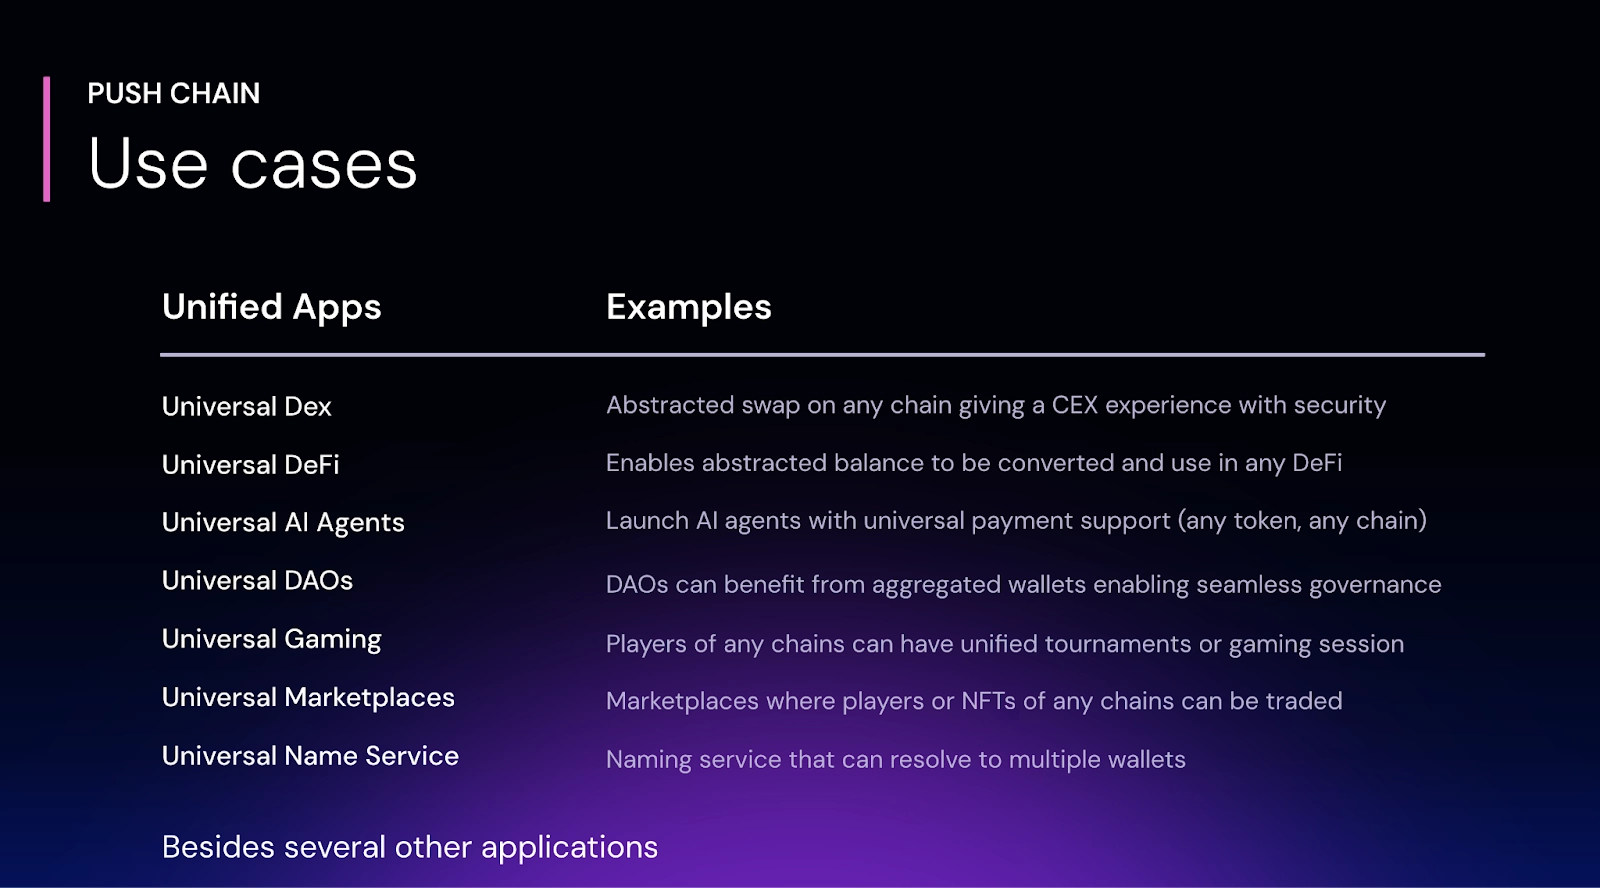 PUSH CHAIN
Use cases
Unified Apps Examples
Universal Dex Abstracted swap on any chain giving a CEX experience with security
Universal DeFi Enables abstracted balance to be converted and use in any DeFi
Universal AI Agents Launch AI agents with universal payment support (any token, any chain)
Universal DAOs DAOs can benefit from aggregated wallets enabling seamless governance
Universal Gaming Players of any chains can have unified tournaments or gaming session
Universal Marketplaces Marketplaces where players or NFTs of any chains can be traded
Universal Name Service Naming service that can resolve to multiple wallets
Besides several other applications